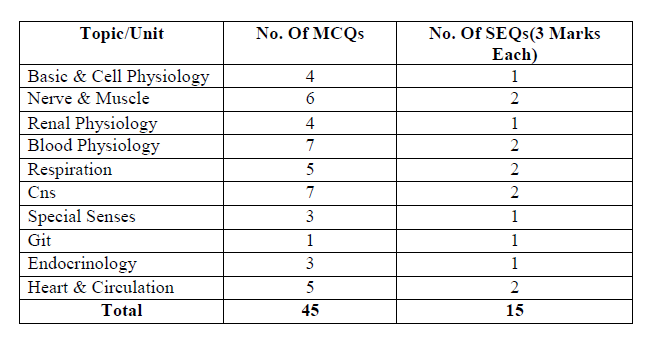 Topic/Unit No. Of MCQs No. Of SEQs(3 Marks
Each)
Basic & Cell Physiology 4 1
Nerve & Muscle 6 2
Renal Physiology 4 1
Blood Physiology 7 2
Respiration 5 2
Cns 7 2
Special Senses 3 1
Git 1 1
Endocrinology 3 1
Heart & Circulation 5 2
Total 45 15